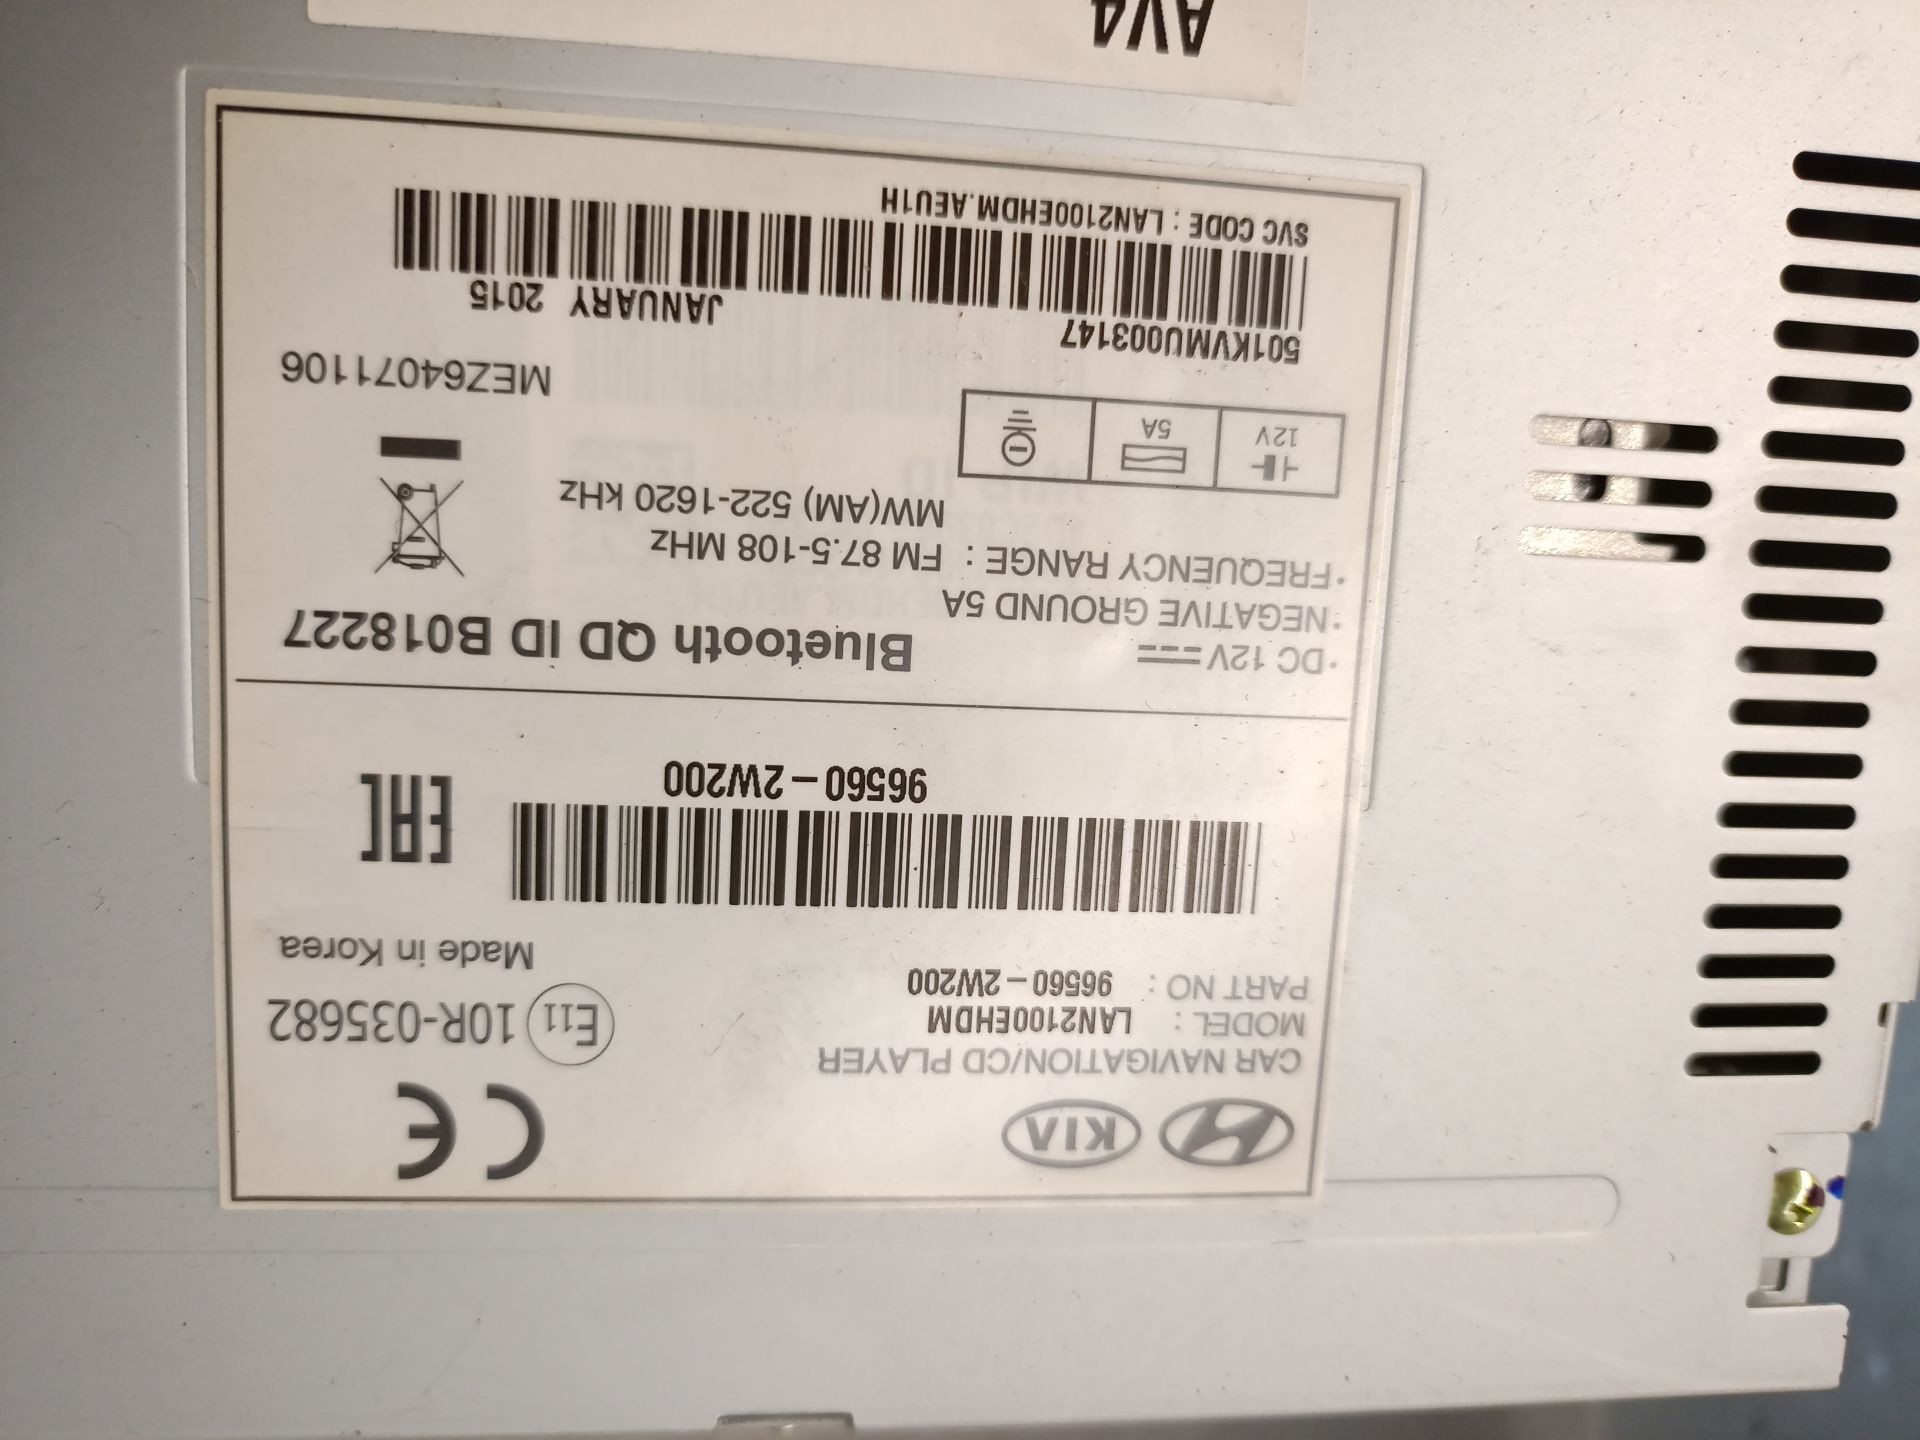 KIA
CE
CAR NAVIGATION/CD PLAYER
MODEL : LAN2100EHDM
PART NO : 96560-2W200
E11 10R-035682
Made in Korea
96560-2W200
EAC
•DC 12V
•NEGATIVE GROUND 5A
Bluetooth QD ID B018227
•FREQUENCY RANGE : FM 87.5-108 MHz
MW(AM) 522-1620 kHz
12V
5A
MEZ64071106
501KVMU003147
JANUARY 2015
SVC CODE : LAN2100EHDM.AEU1H
AV4